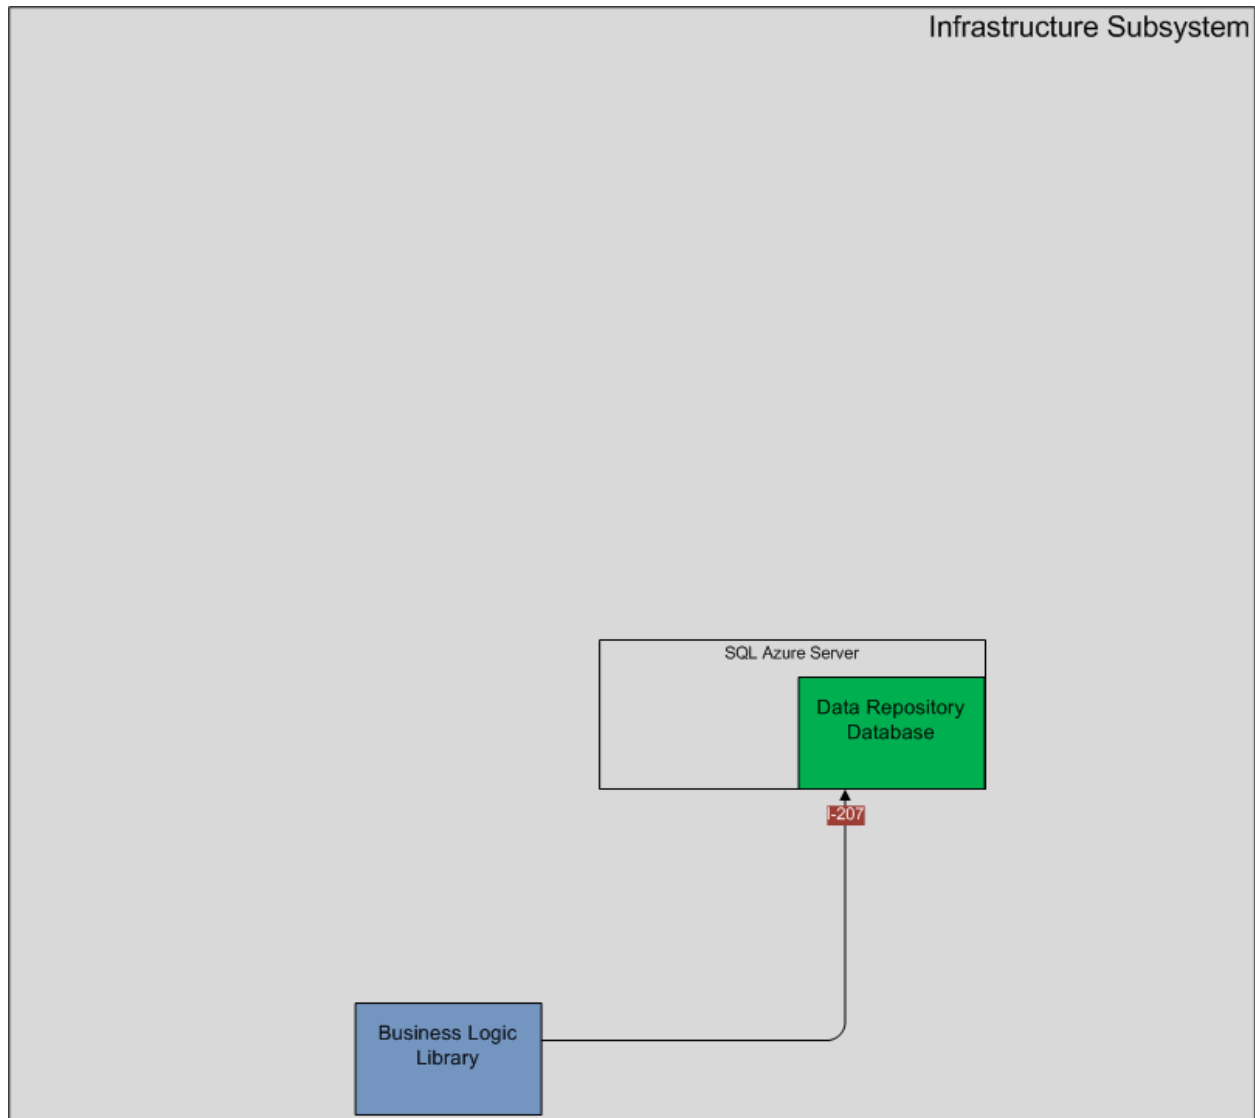 Infrastructure Subsystem
SQL Azure Server
Data Repository
Database
I-207
Business Logic
Library